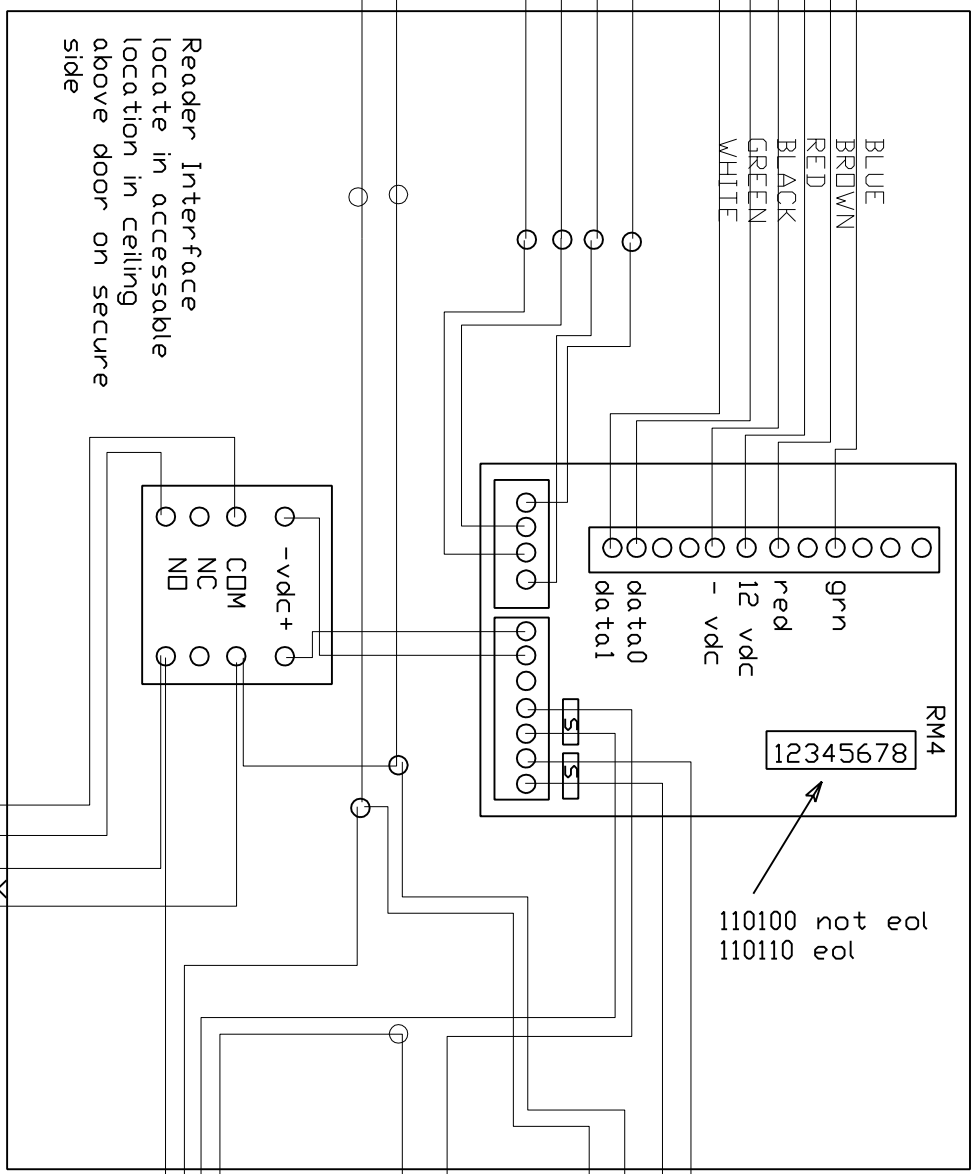 Reader Interface
locate in accessable
location in ceiling
above door on secure
side
BLUE
BROWN
RED
BLACK
GREEN
WHITE
grn
red
12 vdc
- vdc
data0
data1
RM4
12345678
S
S
-vdc+
COM
NC
NO
110100 not eol
110110 eol